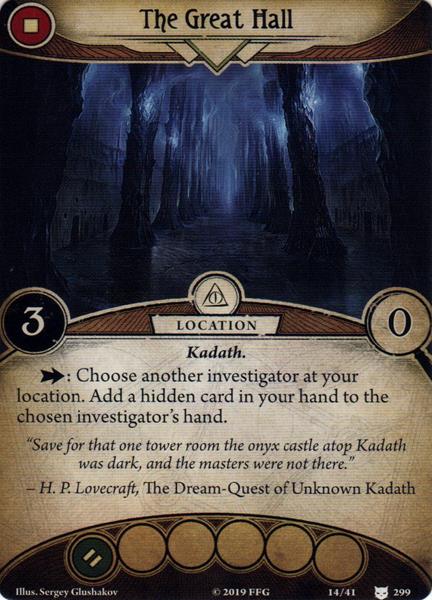 The Great Hall
3
LOCATION
0
Kadath.
: Choose another investigator at your
location. Add a hidden card in your hand to the
chosen investigator's hand.
“Save for that one tower room the onyx castle atop Kadath
was dark, and the masters were not there.”
– H. P. Lovecraft, The Dream-Quest of Unknown Kadath
Illus. Sergey Glushakov © 2019 FFG 14/41 299